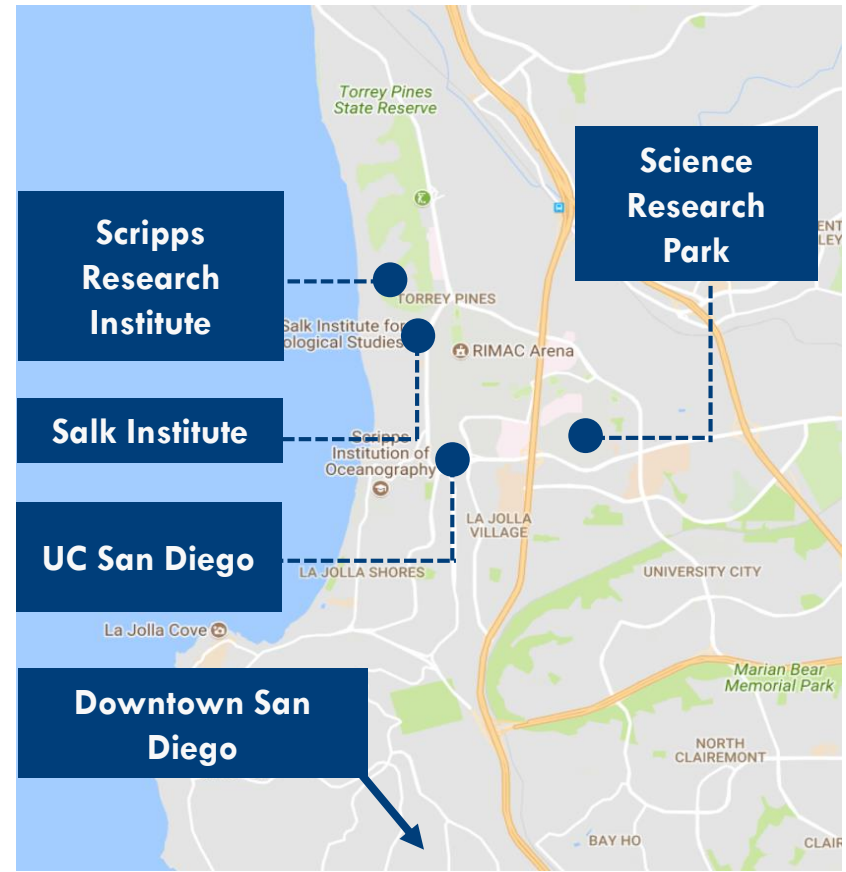 Torrey Pines
State Reserve
Science
Research
Park
Scripps
Research
Institute
TORREY PINES
Salk Institute for
ological Studies
RIMAC Arena
Salk Institute
Scripps
Institution of
Oceanography
LA JOLLA
VILLAGE
UC San Diego
LA JOLLA SHORES
UNIVERSITY CITY
La Jolla Cove
Marian Bear
Memorial Park
Downtown San
Diego
NORTH
CLAIREMONT
BAY HO
CLAIR